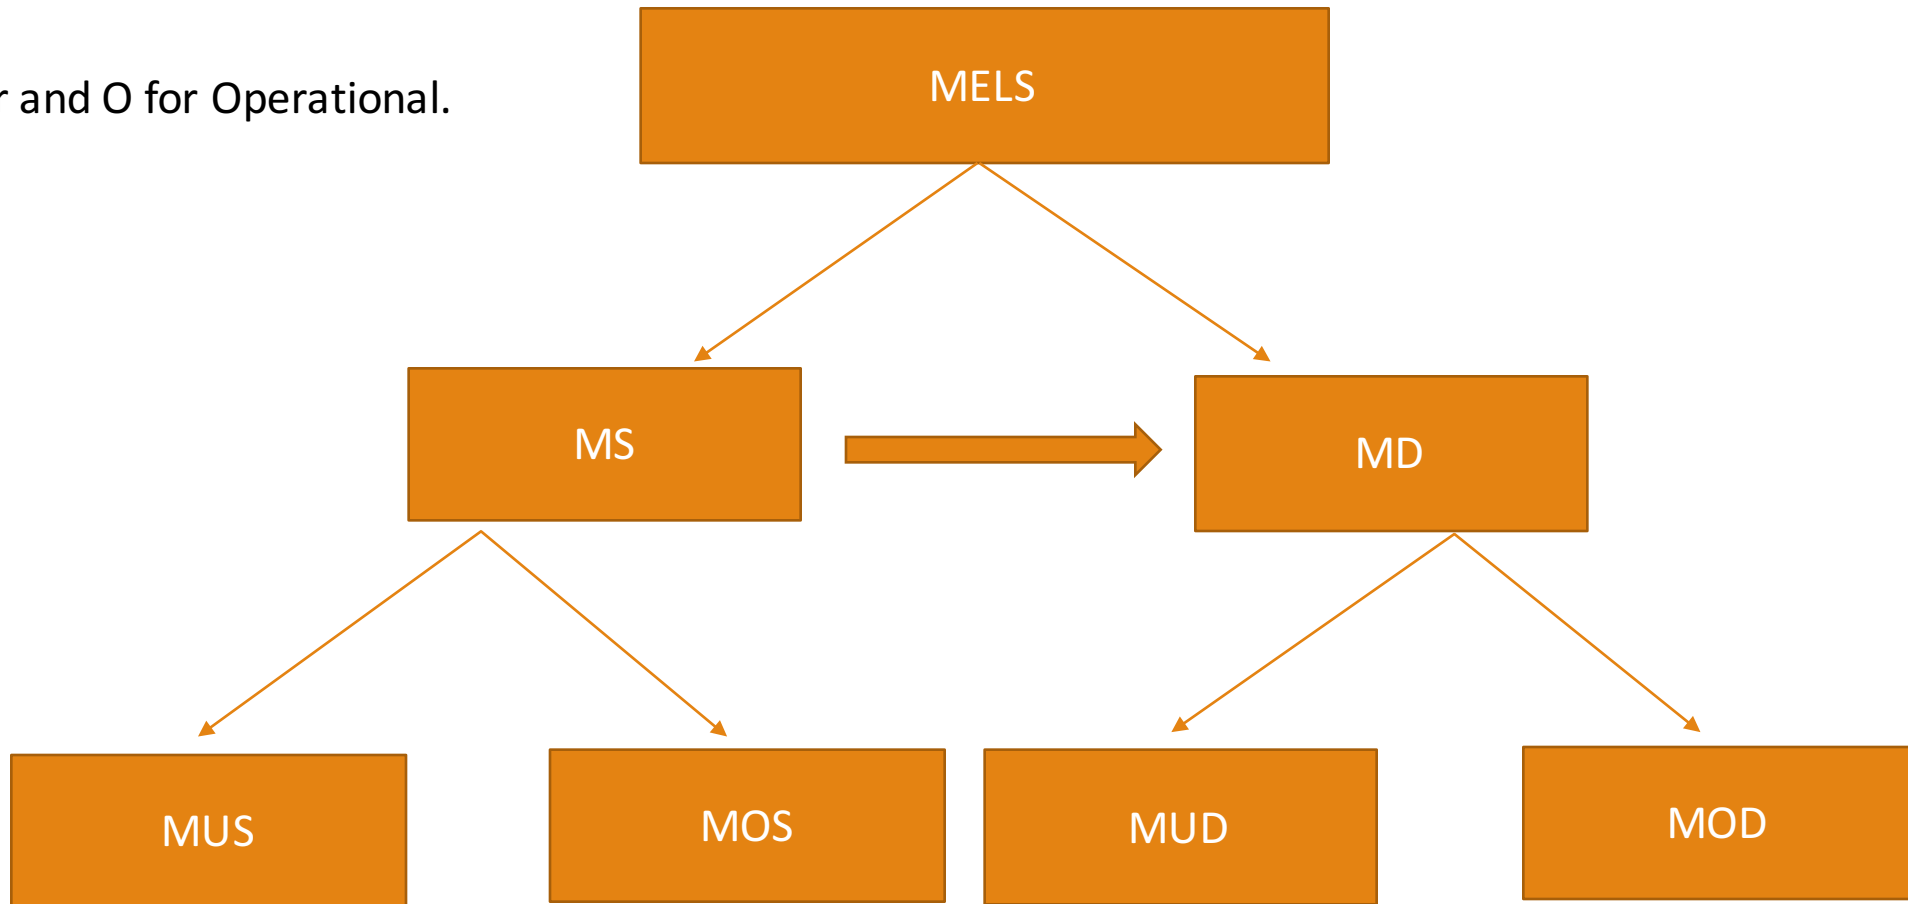 MELS
and O for Operational.
MS
MD
MUS
MOS
MUD
MOD